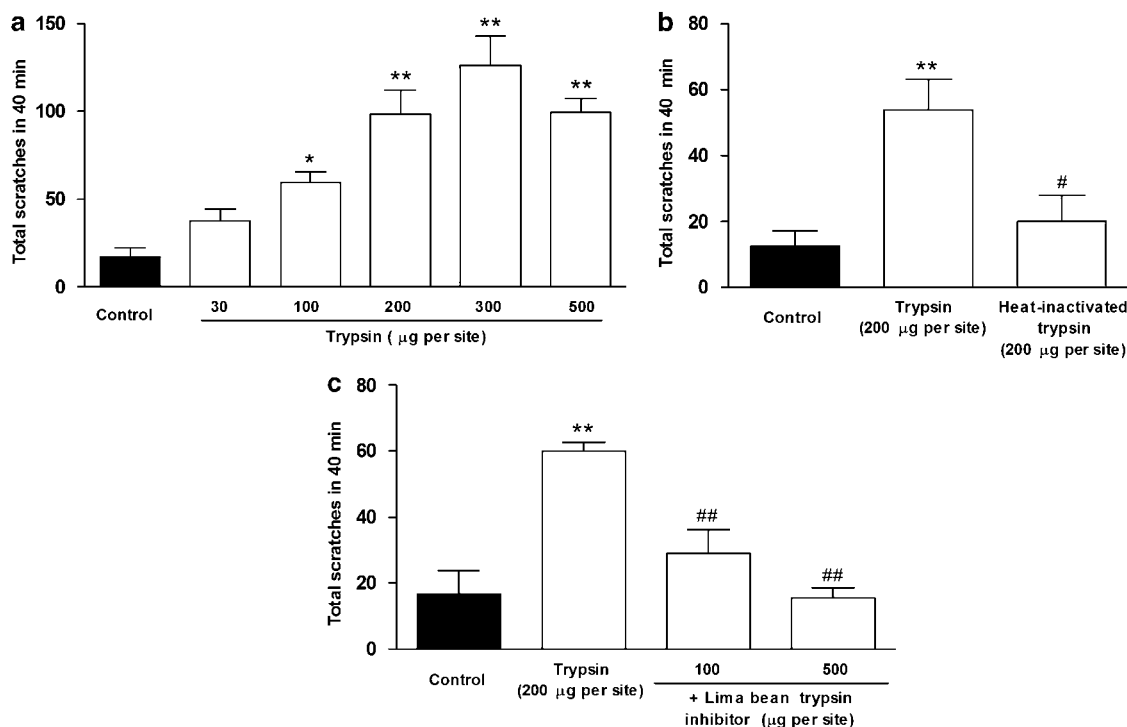 a
Total scratches in 40 min
150
100
50
0
**
**
**
*
Control
30 100 200 300 500
Trypsin ( μg per site)
b
Total scratches in 40 min
80
60
40
20
0
**
#
Control
Trypsin
(200 μg per site)
Heat-inactivated
trypsin
(200 μg per site)
c
Total scratches in 40 min
80
60
40
20
0
**
##
##
Control
Trypsin
(200 μg per site)
100 500
+ Lima bean trypsin
inhibitor (μg per site)